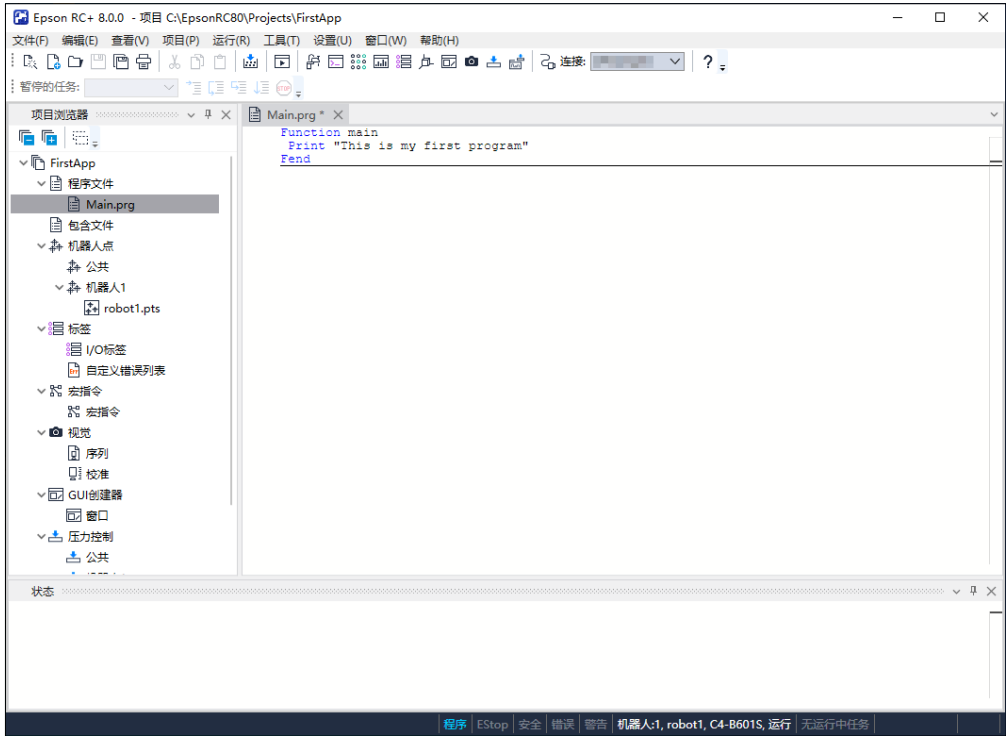 Epson RC+ 8.0.0 - 项目 C:\EpsonRC80\Projects\FirstApp
文件(F) 编辑(E) 查看(V) 项目(P) 运行(R) 工具(T) 设置(U) 窗口(W) 帮助(H)
连接:
暂停的任务:
STOP
项目浏览器
Main.prg *
Function main
Print "This is my first program"
Fend
FirstApp
程序文件
Main.prg
包含文件
机器人点
公共
机器人1
robot1.pts
标签
I/O标签
自定义错误列表
宏指令
宏指令
视觉
序列
校准
GUI创建器
窗口
压力控制
公共
状态
程序 EStop 安全 错误 警告 机器人:1, robot1, C4-B601S, 运行 无运行中任务